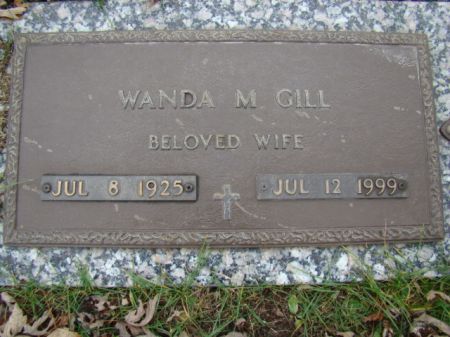 WANDA M GILL
BELOVED WIFE
JUL 8 1925 JUL 12 1999